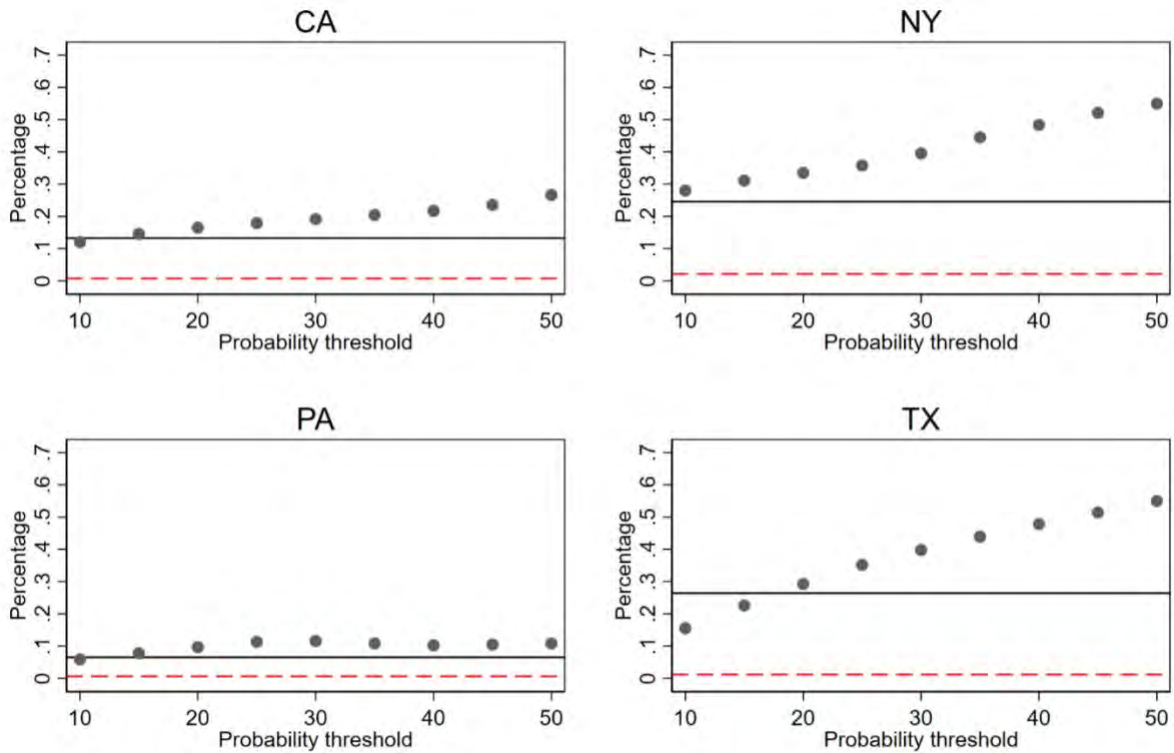 CA
Percentage
.7
.6
.5
.4
.3
.2
.1
0
10 20 30 40 50
Probability threshold
NY
Percentage
.7
.6
.5
.4
.3
.2
.1
0
10 20 30 40 50
Probability threshold
PA
Percentage
.7
.6
.5
.4
.3
.2
.1
0
10 20 30 40 50
Probability threshold
TX
Percentage
.7
.6
.5
.4
.3
.2
.1
0
10 20 30 40 50
Probability threshold